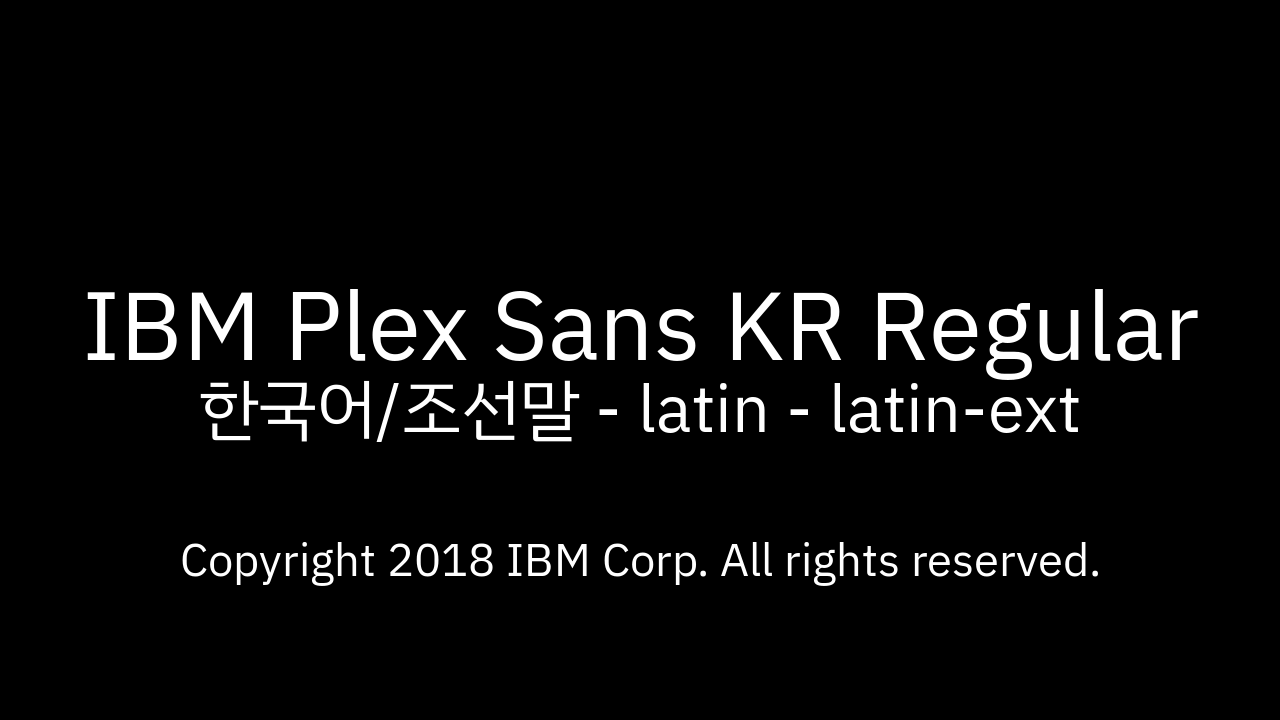 IBM Plex Sans KR Regular
한국어/조선말 - latin - latin-ext
Copyright 2018 IBM Corp. All rights reserved.